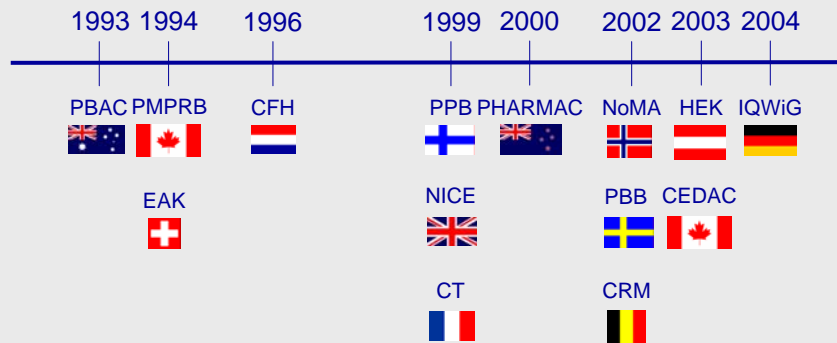 1993 1994 1996 1999 2000 2002 2003 2004
PBAC PMPRB CFH PPB PHARMAC NoMA HEK IQWiG
EAK NICE PBB CEDAC
CT CRM